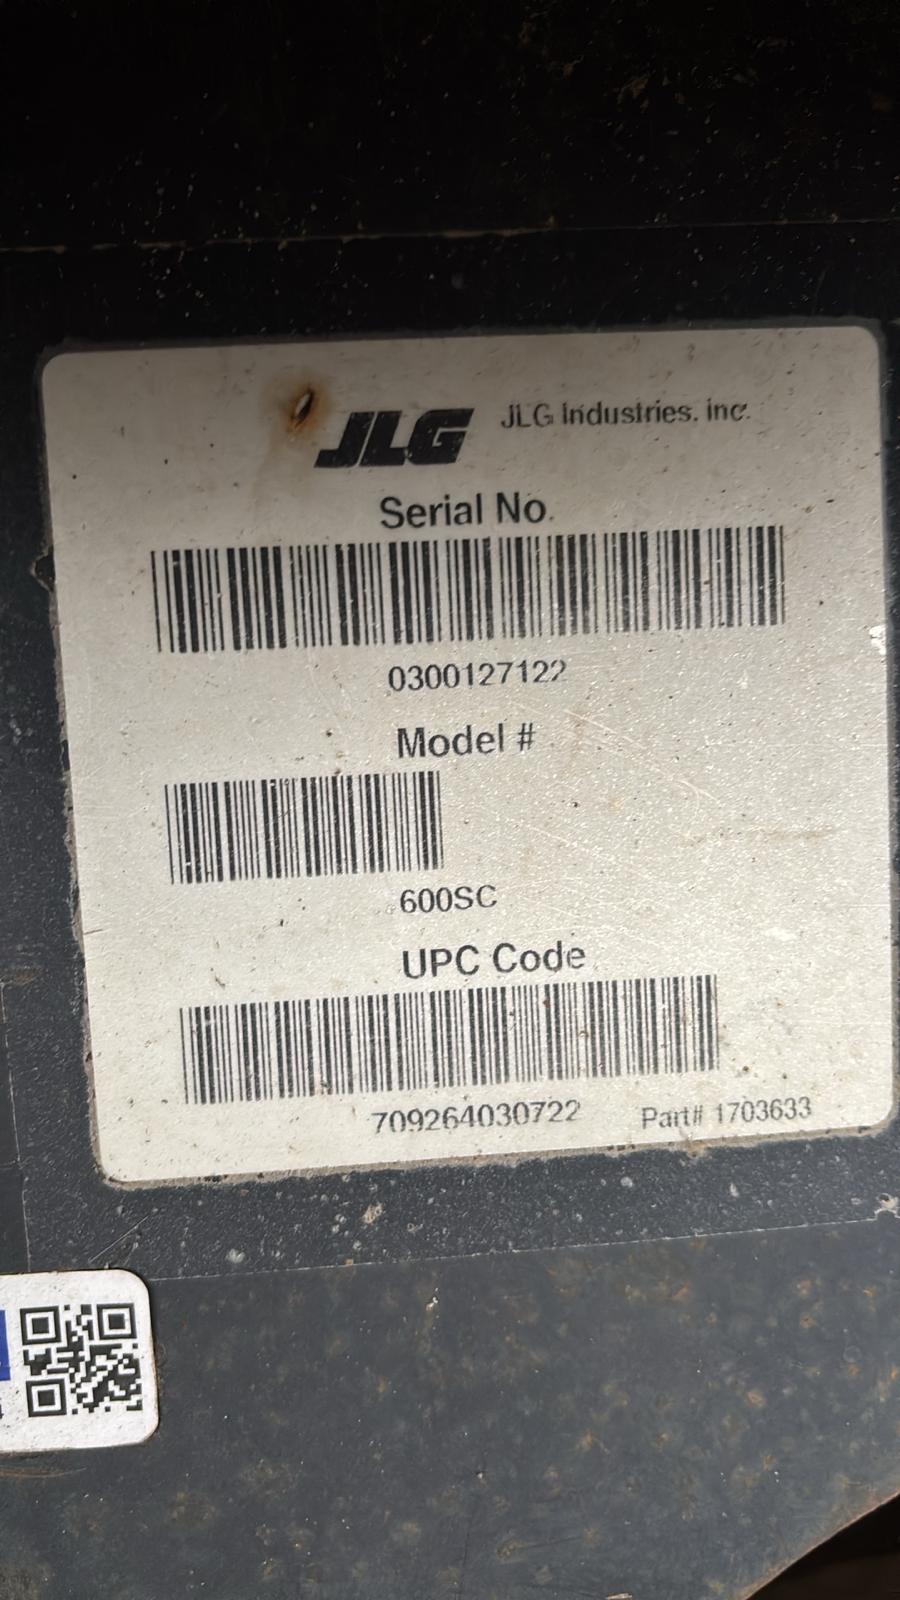 JLG JLG Industries, Inc.
Serial No.
0300127122
Model #
600SC
UPC Code
709264030722 Part# 1703633